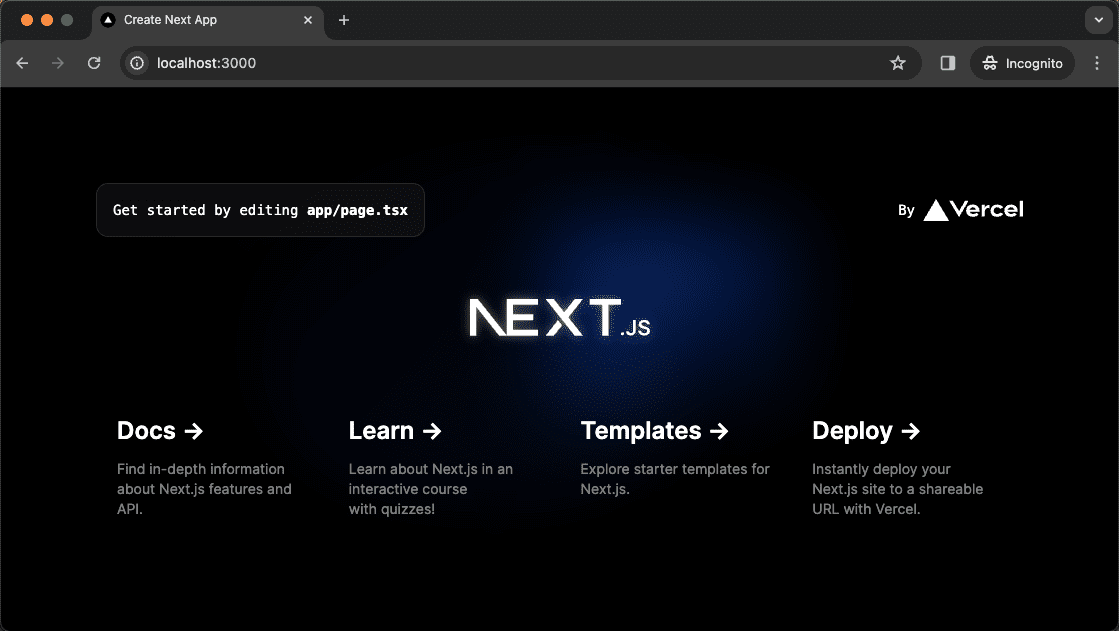 Create Next App
localhost:3000
Incognito
Get started by editing app/page.tsx
By Vercel
NEXT.JS
Docs →
Find in-depth information
about Next.js features and
API.
Learn →
Learn about Next.js in an
interactive course
with quizzes!
Templates →
Explore starter templates for
Next.js.
Deploy →
Instantly deploy your
Next.js site to a shareable
URL with Vercel.